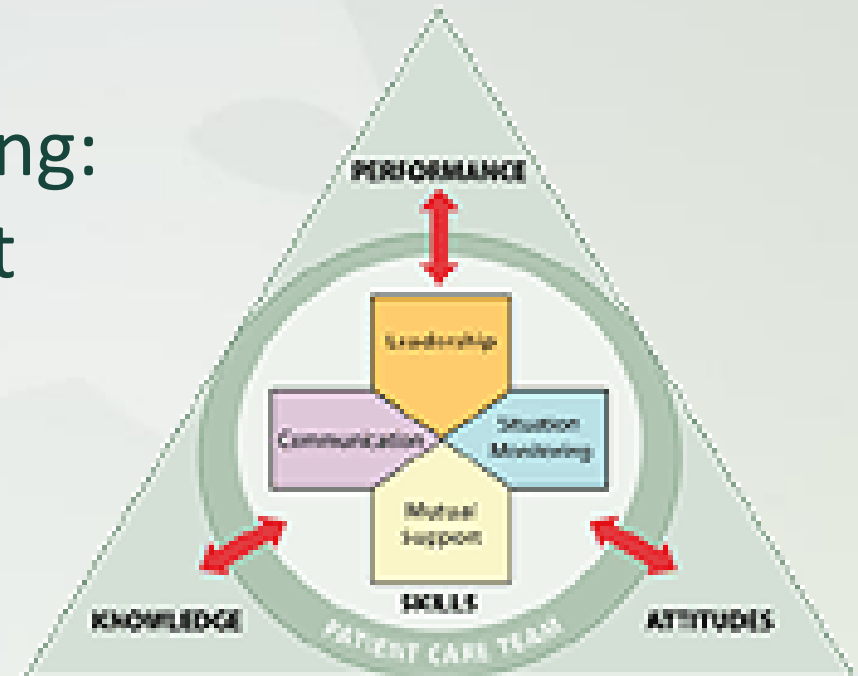 ng:
t
PERFORMANCE
Leadership
Communication
Situation
Monitoring
Mutual
support
SKILLS
KNOWLEDGE
ATTITUDES
PATIENT CARE TEAM